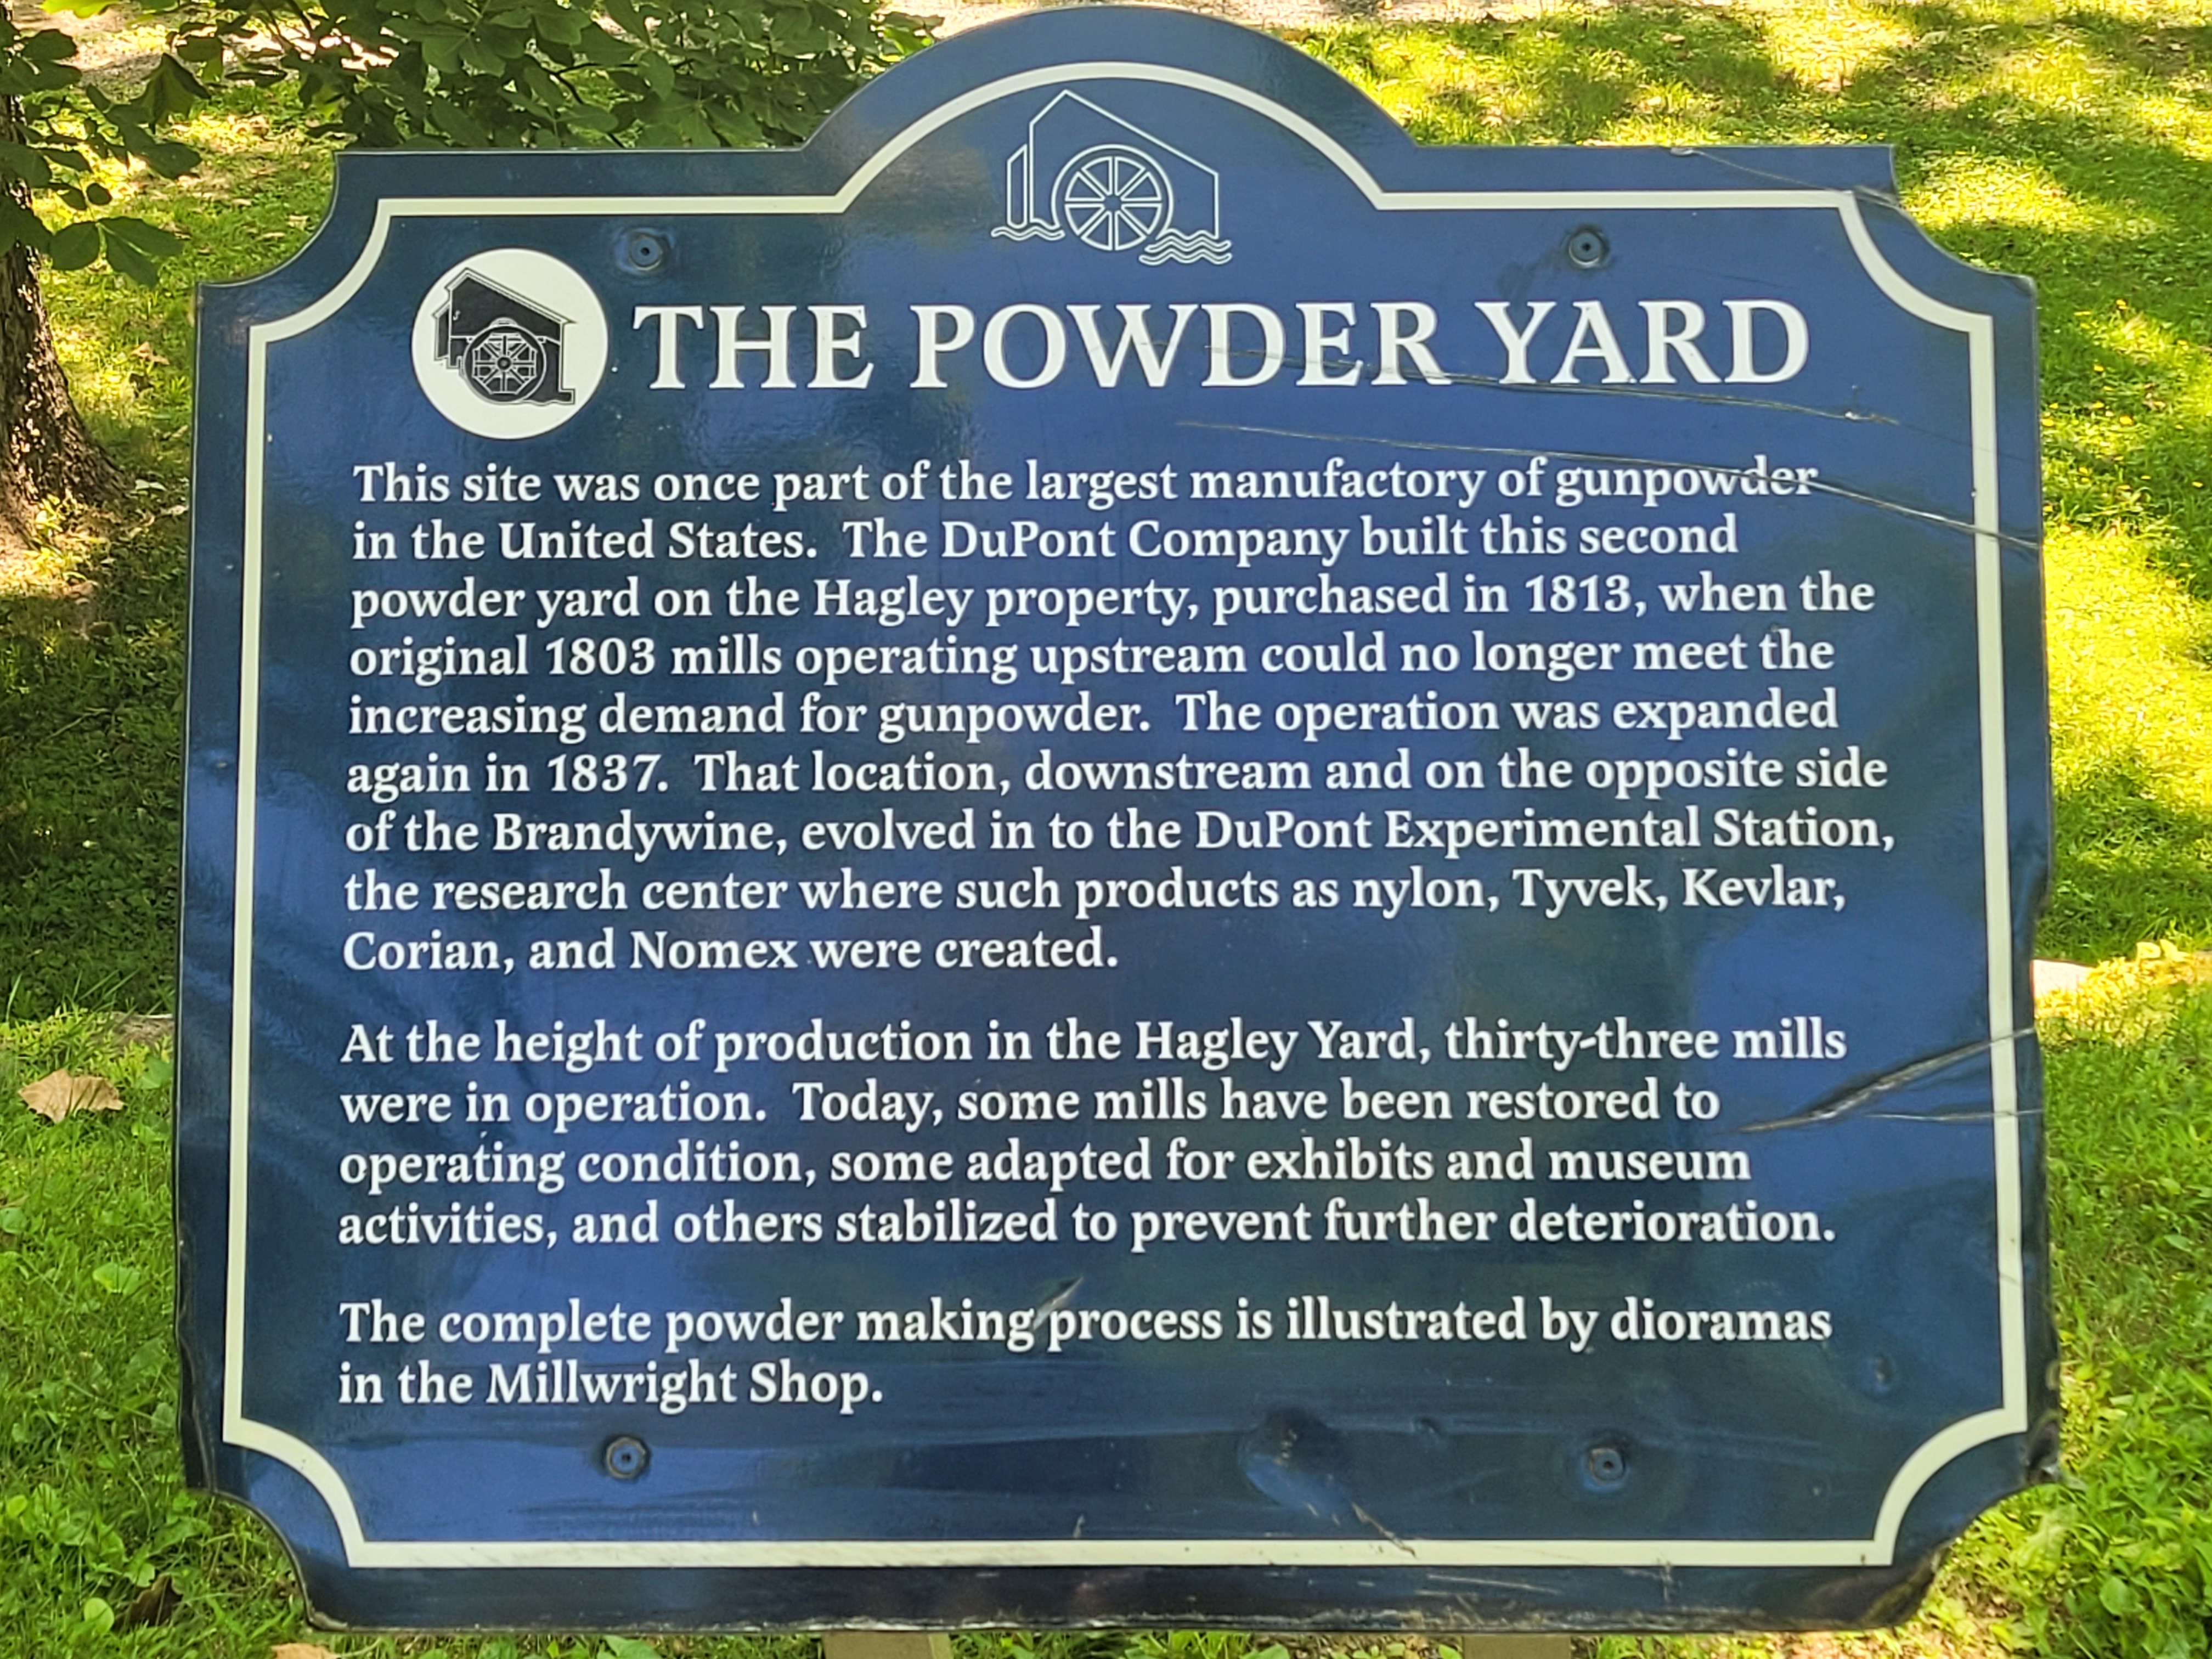 THE POWDER YARD
This site was once part of the largest manufactory of gunpowder
in the United States. The DuPont Company built this second
powder yard on the Hagley property, purchased in 1813, when the
original 1803 mills operating upstream could no longer meet the
increasing demand for gunpowder. The operation was expanded
again in 1837. That location, downstream and on the opposite side
of the Brandywine, evolved in to the DuPont Experimental Station,
the research center where such products as nylon, Tyvek, Kevlar,
Corian, and Nomex were created.
At the height of production in the Hagley Yard, thirty-three mills
were in operation. Today, some mills have been restored to
operating condition, some adapted for exhibits and museum
activities, and others stabilized to prevent further deterioration.
The complete powder making process is illustrated by dioramas
in the Millwright Shop.